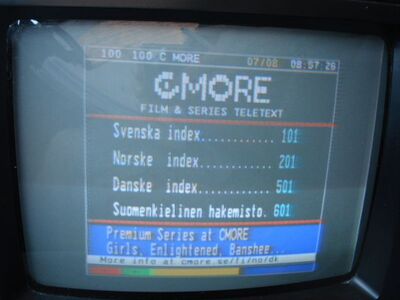 100 100 C MORE 07/08 08:57:26
CMORE
FILM & SERIES TELETEXT
Svenska index............ 101
Norske index............ 201
Danske index............ 501
Suomenkielinen hakemisto. 601
Premium Series at CMORE
Girls, Enlightened, Banshee...
More info at cmore.se/fi/no/dk